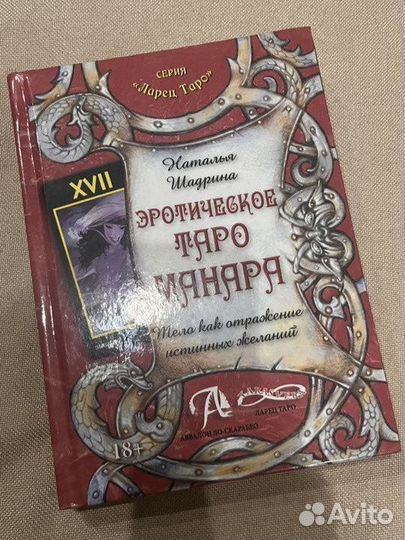 СЕРИЯ
«Ларец Таро»
Наталья
Шадрина
XVII
ЭРОТИЧЕСКОЕ
ТАРО
МАНАРА
Тело как отражение
истинных желаний
ЛАРЕЦ ТАРО
АВВАЛОН-ЛО СКАРАБЕО
18+
Avito